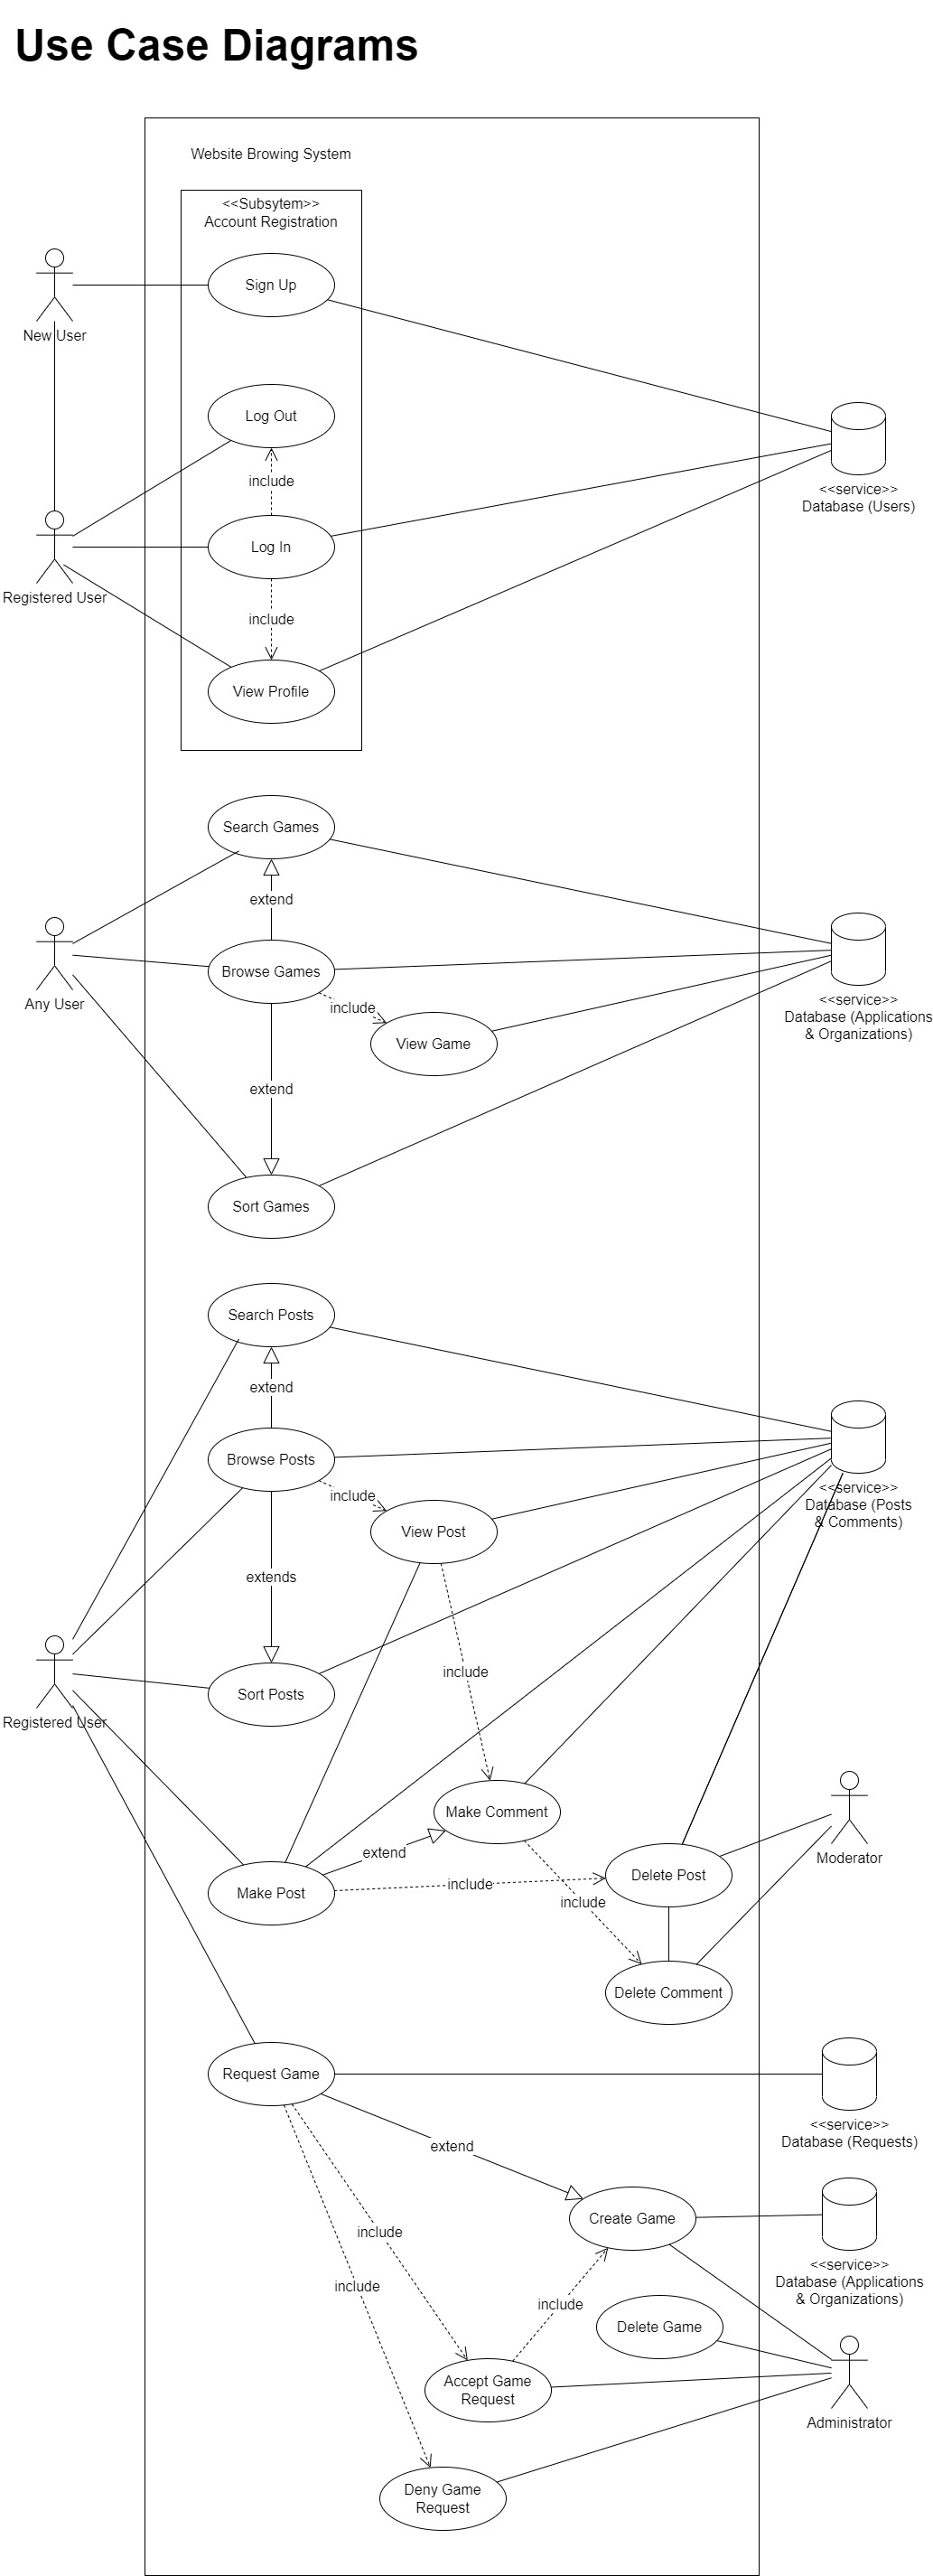 Use Case Diagrams
Website Browing System
<<Subsytem>>
Account Registration
Sign Up
New User
Log Out
include
<<service>>
Database (Users)
Log In
Registered User
include
View Profile
Search Games
extend
Browse Games
include
Any User
<<service>>
Database (Applications
& Organizations)
View Game
extend
Sort Games
Search Posts
extend
Browse Posts
include
<<service>>
Database (Posts
& Comments)
View Post
extends
include
Sort Posts
Registered User
Make Comment
extend
Moderator
Delete Post
include
Make Post
include
Delete Comment
Request Game
<<service>>
Database (Requests)
extend
Create Game
include
<<service>>
Database (Applications
& Organizations)
include
include
Delete Game
Accept Game
Request
Administrator
Deny Game
Request